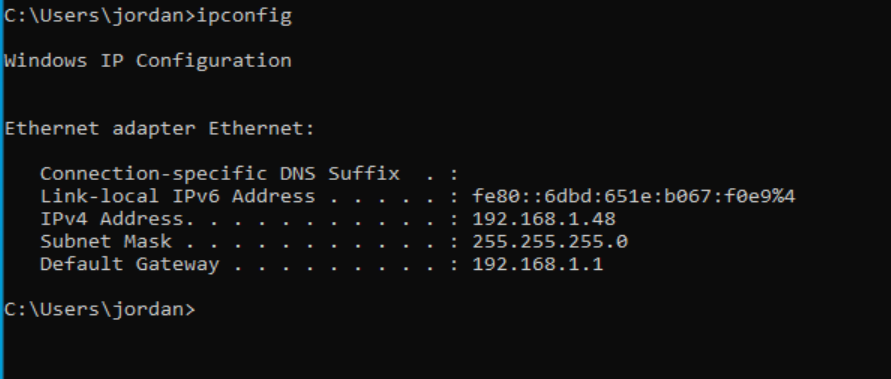 C:\Users\jordan>ipconfig
Windows IP Configuration
Ethernet adapter Ethernet:
Connection-specific DNS Suffix  . :
Link-local IPv6 Address . . . . . : fe80::6dbd:651e:b067:f0e9%4
IPv4 Address. . . . . . . . . . . : 192.168.1.48
Subnet Mask . . . . . . . . . . . : 255.255.255.0
Default Gateway . . . . . . . . . : 192.168.1.1
C:\Users\jordan>